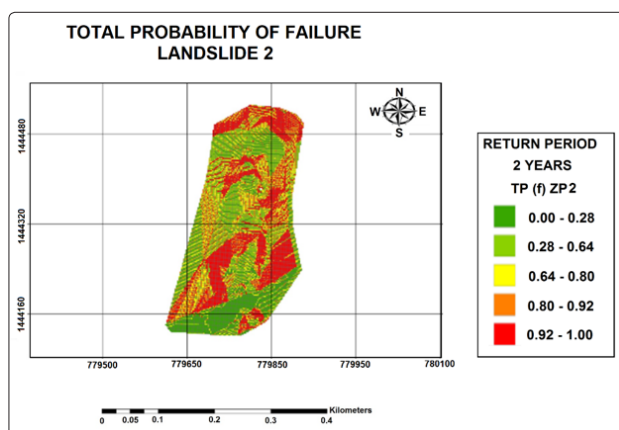 TOTAL PROBABILITY OF FAILURE
LANDSLIDE 2
N
W E
S
1444480
1444320
1444160
779500 779650 779850 779950 780100
RETURN PERIOD
2 YEARS
TP (f) ZP2
0.00 - 0.28
0.28 - 0.64
0.64 - 0.80
0.80 - 0.92
0.92 - 1.00
Kilometers
0 0.05 0.1 0.2 0.3 0.4